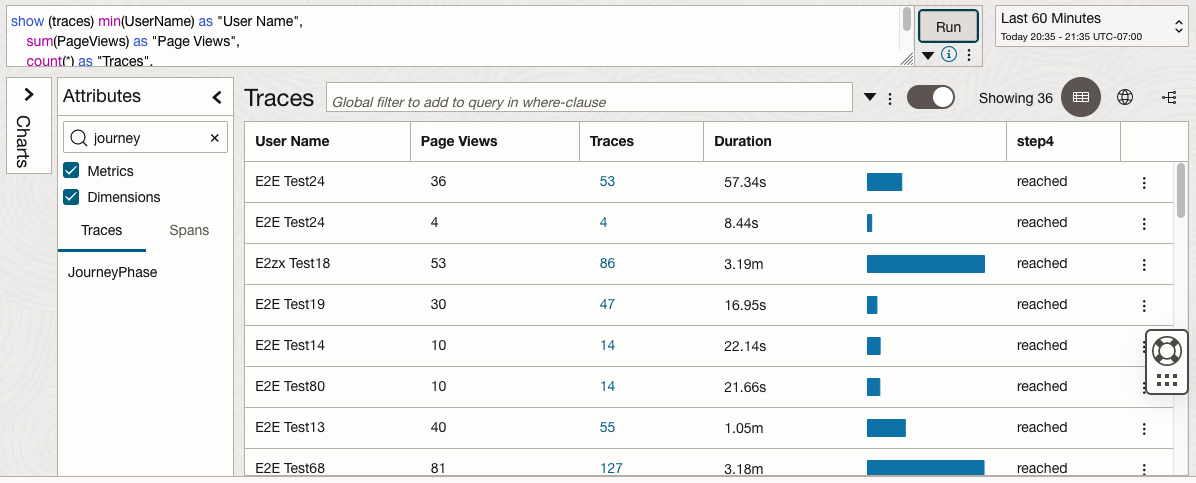 show (traces) min(UserName) as "User Name",
sum(PageViews) as "Page Views",
count(*) as "Traces",
Run
Last 60 Minutes
Today 20:35 - 21:35 UTC-07:00
Charts
Attributes
journey
Metrics
Dimensions
Traces Spans
JourneyPhase
Traces
Global filter to add to query in where-clause
Showing 36
User Name Page Views Traces Duration step4
E2E Test24 36 53 57.34s reached
E2E Test24 4 4 8.44s reached
E2zx Test18 53 86 3.19m reached
E2E Test19 30 47 16.95s reached
E2E Test14 10 14 22.14s reached
E2E Test80 10 14 21.66s reached
E2E Test13 40 55 1.05m reached
E2E Test68 81 127 3.18m reached